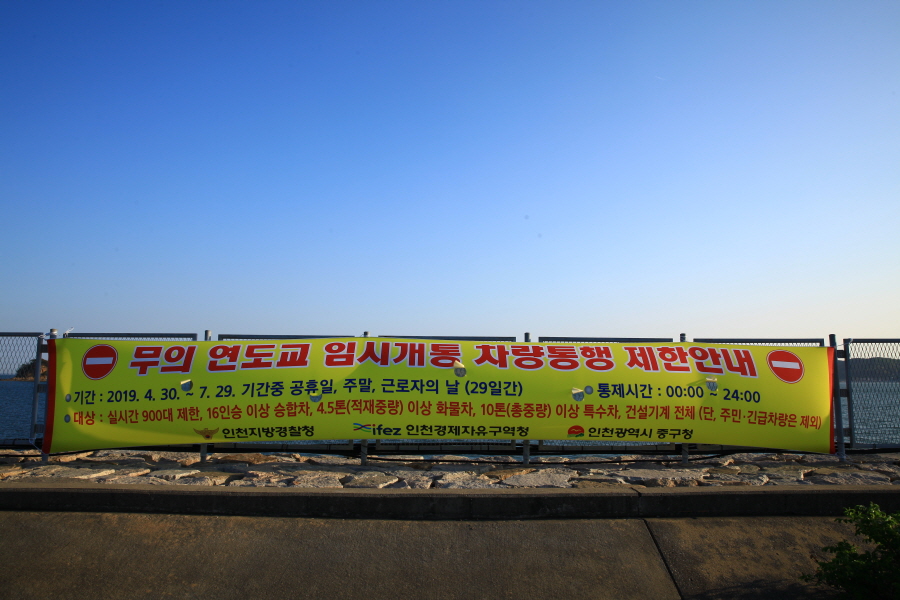 무의 연도교 임시개통 차량통행 제한안내
기간 : 2019. 4. 30. ~ 7. 29. 기간중 공휴일, 주말, 근로자의 날 (29일간) 통제시간 : 00:00 ~ 24:00
대상 : 실시간 900대 제한, 16인승 이상 승합차, 4.5톤(적재중량) 이상 화물차, 10톤(총중량) 이상 특수차, 건설기계 전체 (단, 주민·긴급차량은 제외)
인천지방경찰청 ifez 인천경제자유구역청 인천광역시 중구청